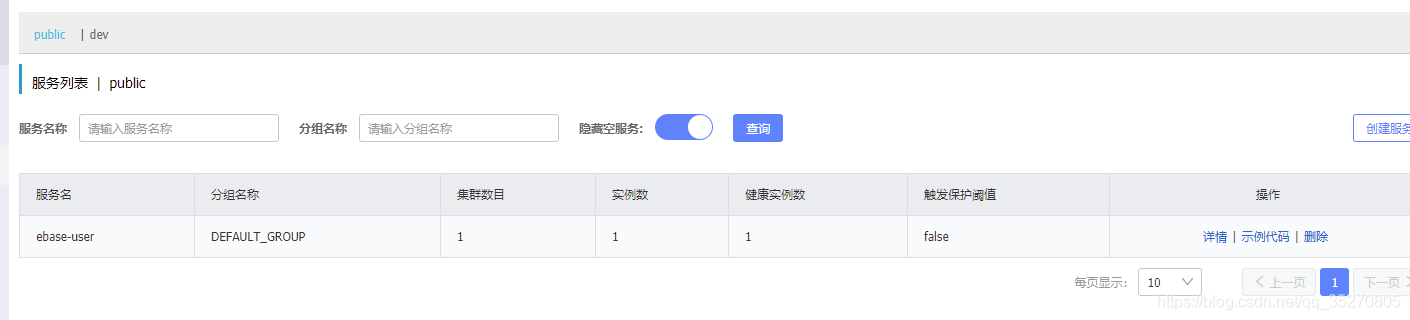 public | dev
服务列表 | public
服务名称 请输入服务名称 分组名称 请输入分组名称 隐藏空服务: 查询 创建服务
服务名 分组名称 集群数目 实例数 健康实例数 触发保护阈值 操作
ebase-user DEFAULT_GROUP 1 1 1 false 详情 | 示例代码 | 删除
每页显示: 10 上一页 1 下一页
https://blog.csdn.net/qq_35270805